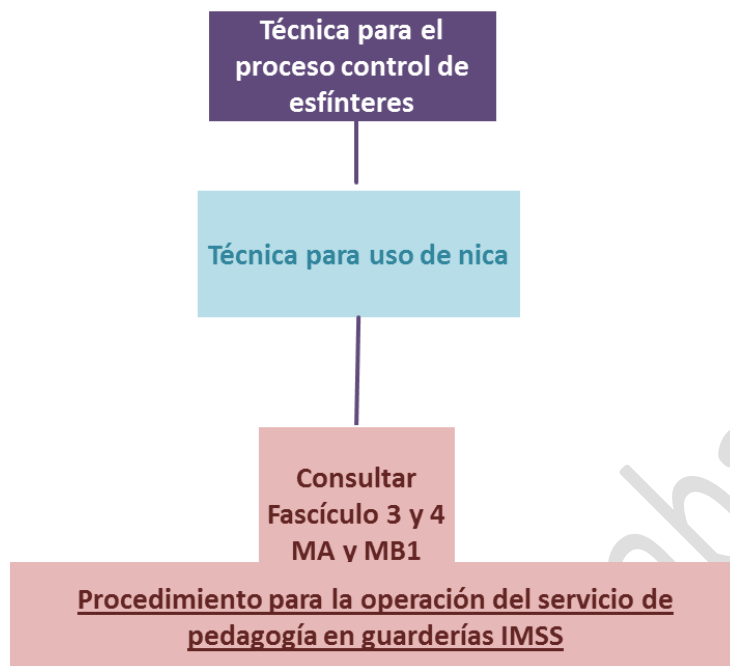 Técnica para el
proceso control de
esfínteres
Técnica para uso de nica
Consultar
Fascículo 3 y 4
MA y MB1
Procedimiento para la operación del servicio de
pedagogía en guarderías IMSS